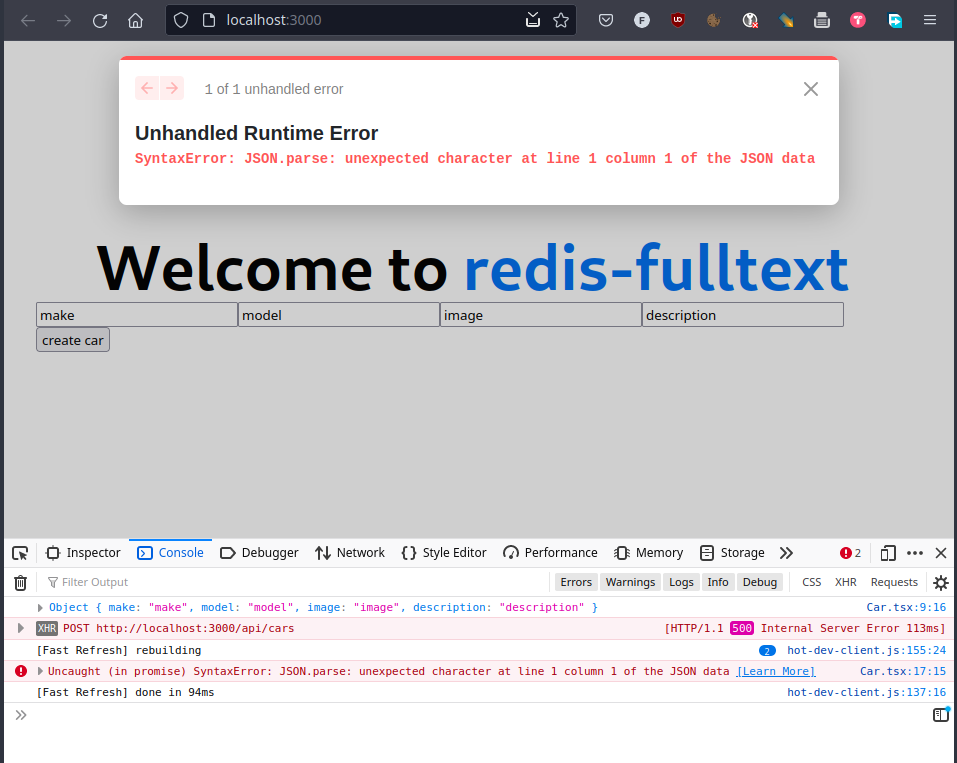 localhost:3000
F
UD
1 of 1 unhandled error
Unhandled Runtime Error
SyntaxError: JSON.parse: unexpected character at line 1 column 1 of the JSON data
Welcome to redis-fulltext
make model image description
create car
Inspector Console Debugger Network Style Editor Performance Memory Storage 2
Filter Output Errors Warnings Logs Info Debug CSS XHR Requests
Object { make: "make", model: "model", image: "image", description: "description" } Car.tsx:9:16
XHR POST http://localhost:3000/api/cars [HTTP/1.1 500 Internal Server Error 113ms]
[Fast Refresh] rebuilding 2 hot-dev-client.js:155:24
Uncaught (in promise) SyntaxError: JSON.parse: unexpected character at line 1 column 1 of the JSON data [Learn More] Car.tsx:17:15
[Fast Refresh] done in 94ms hot-dev-client.js:137:16